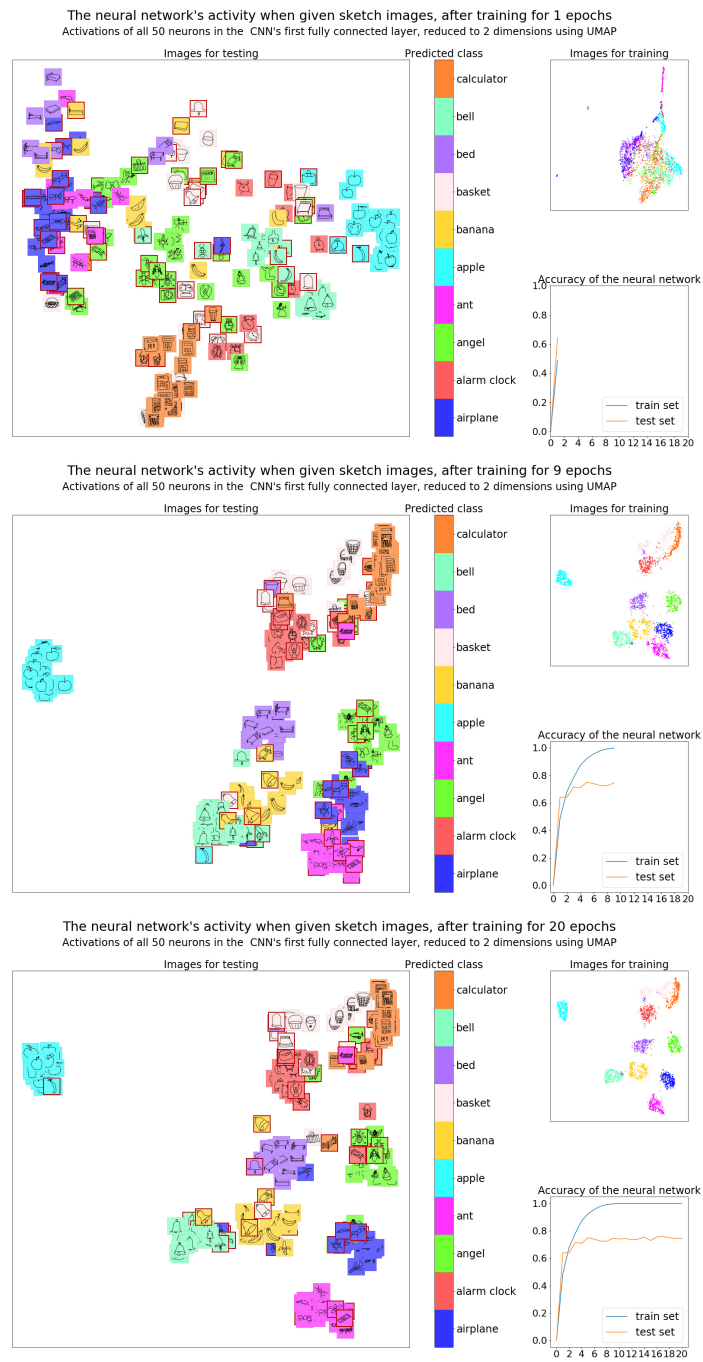 The neural network's activity when given sketch images, after training for 1 epochs
Activations of all 50 neurons in the  CNN's first fully connected layer, reduced to 2 dimensions using UMAP
Images for testing
Predicted class
calculator
bell
bed
basket
banana
apple
ant
angel
alarm clock
airplane
Images for training
Accuracy of the neural network
1.0
0.8
0.6
0.4
0.2
0.0
train set
test set
0 2 4 6 8 10 12 14 16 18 20
The neural network's activity when given sketch images, after training for 9 epochs
Activations of all 50 neurons in the  CNN's first fully connected layer, reduced to 2 dimensions using UMAP
Images for testing
Predicted class
calculator
bell
bed
basket
banana
apple
ant
angel
alarm clock
airplane
Images for training
Accuracy of the neural network
1.0
0.8
0.6
0.4
0.2
0.0
train set
test set
0 2 4 6 8 10 12 14 16 18 20
The neural network's activity when given sketch images, after training for 20 epochs
Activations of all 50 neurons in the  CNN's first fully connected layer, reduced to 2 dimensions using UMAP
Images for testing
Predicted class
calculator
bell
bed
basket
banana
apple
ant
angel
alarm clock
airplane
Images for training
Accuracy of the neural network
1.0
0.8
0.6
0.4
0.2
0.0
train set
test set
0 2 4 6 8 10 12 14 16 18 20